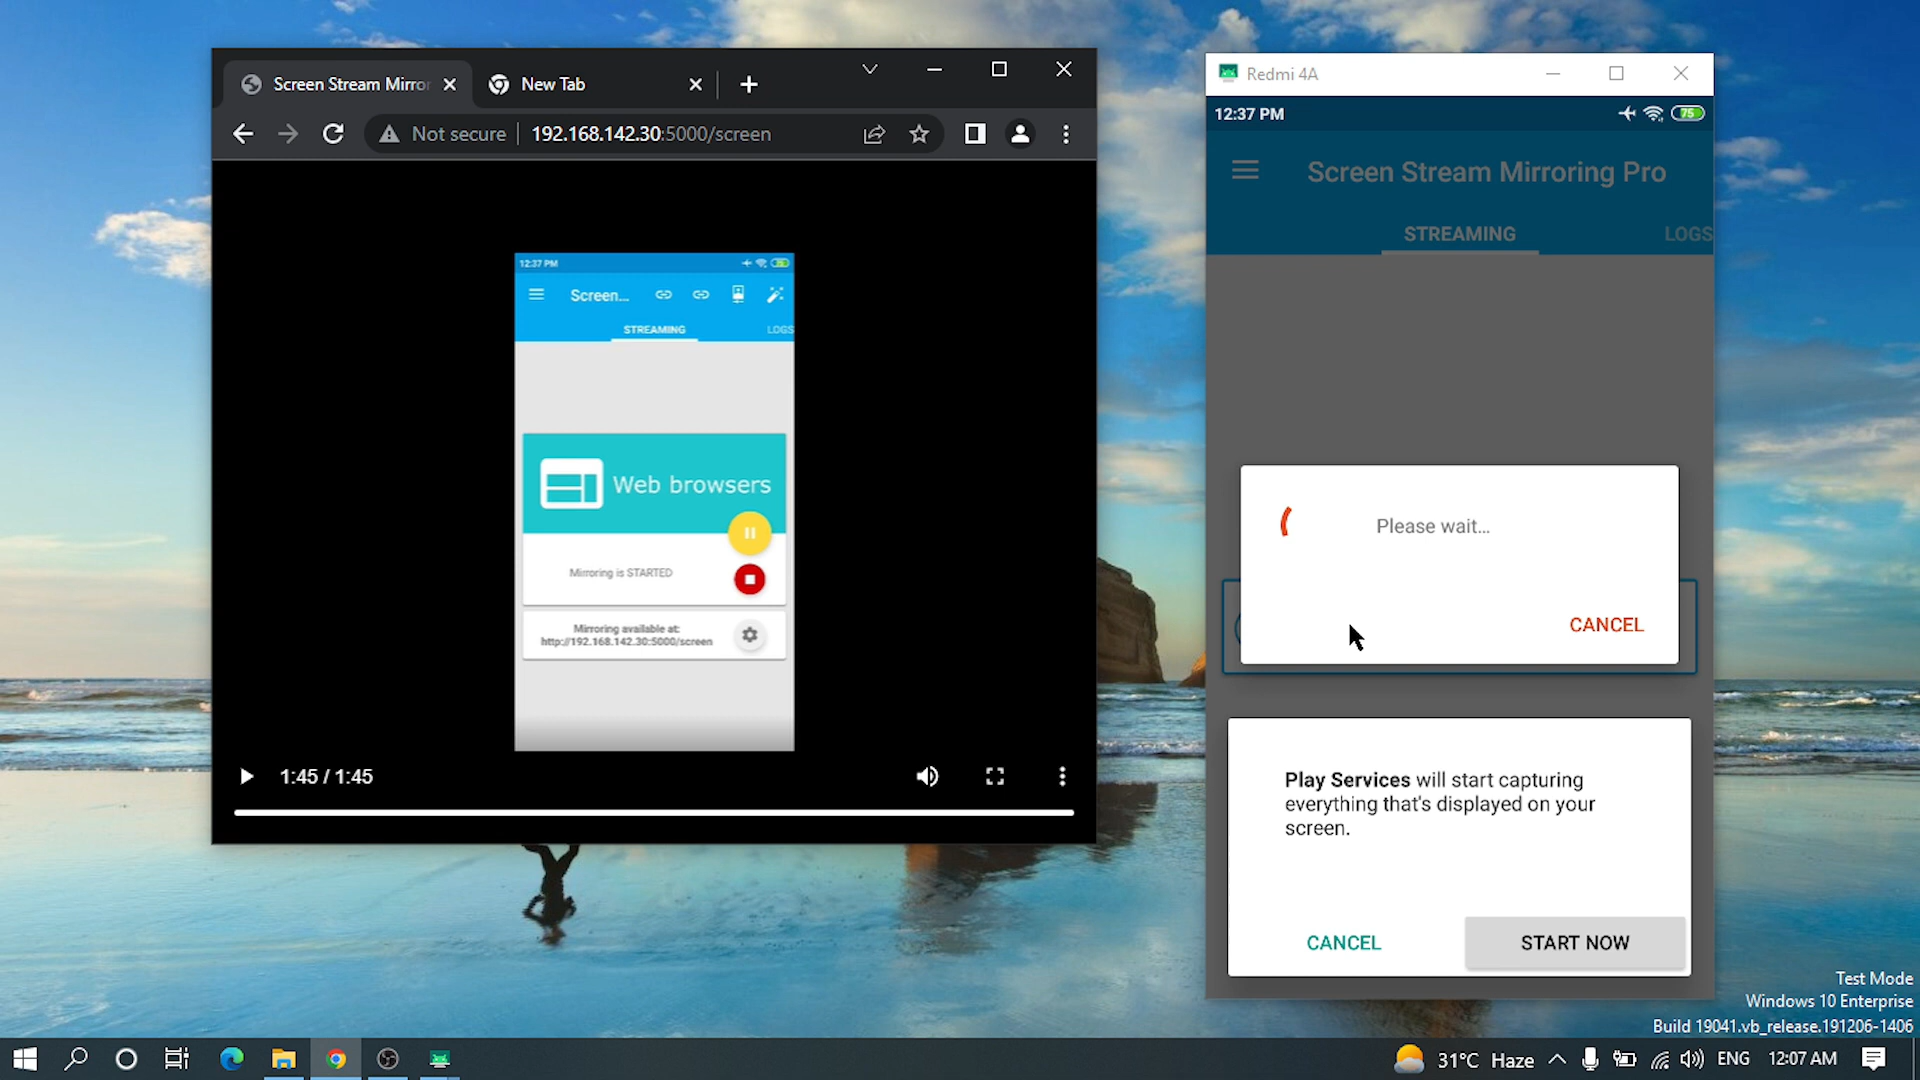 Screen Stream Mirror
New Tab
Not secure
192.168.142.30:5000/screen
12:37 PM
Screen...
STREAMING
LOGS
Web browsers
Mirroring is STARTED
Mirroring available at:
http://192.168.142.30:5000/screen
1:45 / 1:45
Redmi 4A
12:37 PM
75
Screen Stream Mirroring Pro
STREAMING
LOGS
Please wait...
CANCEL
Play Services will start capturing
everything that's displayed on your
screen.
CANCEL
START NOW
Test Mode
Windows 10 Enterprise
Build 19041.vb_release.191206-1406
31°C Haze
ENG
12:07 AM